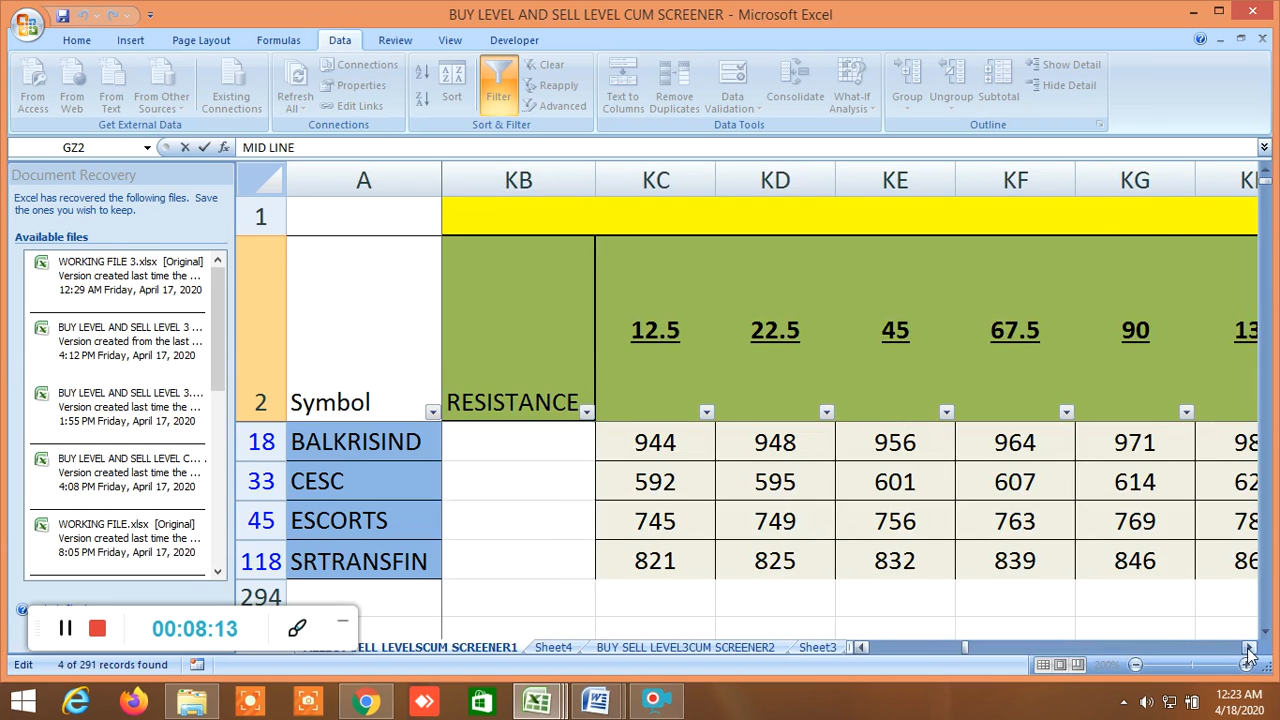 BUY LEVEL AND SELL LEVEL CUM SCREENER - Microsoft Excel
Home Insert Page Layout Formulas Data Review View Developer
From Access
From Web
From Text
From Other Sources
Existing Connections
Get External Data
Refresh All
Connections
Properties
Edit Links
Connections
Sort
Filter
Clear
Reapply
Advanced
Sort & Filter
Text to Columns
Remove Duplicates
Data Validation
Consolidate
What-If Analysis
Data Tools
Group
Ungroup
Subtotal
Show Detail
Hide Detail
Outline
GZ2 fx MID LINE
Document Recovery
Excel has recovered the following files. Save
the ones you wish to keep.
Available files
WORKING FILE 3.xlsx [Original]
Version created last time the ...
12:29 AM Friday, April 17, 2020
BUY LEVEL AND SELL LEVEL 3 ...
Version created from the last ...
4:12 PM Friday, April 17, 2020
BUY LEVEL AND SELL LEVEL 3....
Version created last time the ...
1:55 PM Friday, April 17, 2020
BUY LEVEL AND SELL LEVEL C...
Version created last time the ...
4:08 PM Friday, April 17, 2020
WORKING FILE.xlsx [Original]
Version created last time the ...
8:05 PM Friday, April 17, 2020
A KB KC KD KE KF KG
1
2 Symbol RESISTANCE 12.5 22.5 45 67.5 90
18 BALKRISIND 944 948 956 964 971
33 CESC 592 595 601 607 614
45 ESCORTS 745 749 756 763 769
118 SRTRANSFIN 821 825 832 839 846
294
00:08:13
SELL LEVELSCUM SCREENER1 Sheet4 BUY SELL LEVEL3CUM SCREENER2 Sheet3
Edit 4 of 291 records found 200%
12:23 AM
4/18/2020